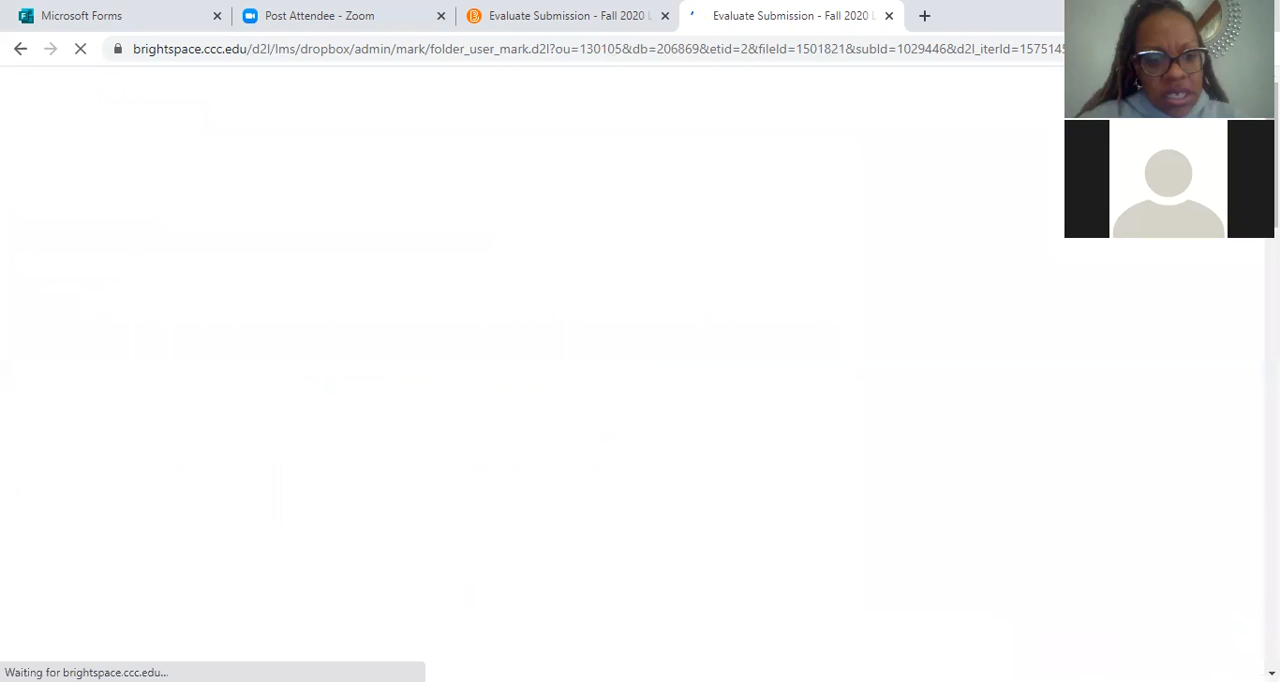 Microsoft Forms
Post Attendee - Zoom
Evaluate Submission - Fall 2020
Evaluate Submission - Fall 2020
brightspace.ccc.edu/d2l/lms/dropbox/admin/mark/folder_user_mark.d2l?ou=130105&db=206869&etid=2&fileId=1501821&subId=1029446&d2l_iterId=1575145
Waiting for brightspace.ccc.edu...